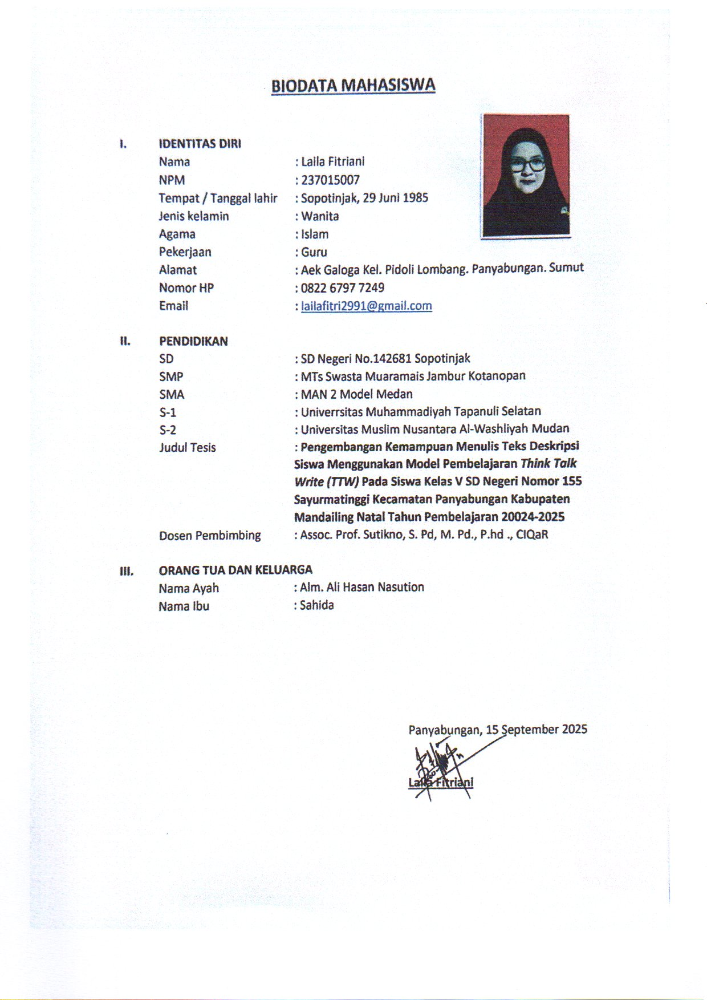 BIODATA MAHASISWA
I. IDENTITAS DIRI
Nama : Laila Fitriani
NPM : 237015007
Tempat / Tanggal lahir : Sopotinjak, 29 Juni 1985
Jenis kelamin : Wanita
Agama : Islam
Pekerjaan : Guru
Alamat : Aek Galoga Kel. Pidoli Lombang. Panyabungan. Sumut
Nomor HP : 0822 6797 7249
Email : lailafitri2991@gmail.com
II. PENDIDIKAN
SD : SD Negeri No.142681 Sopotinjak
SMP : MTs Swasta Muaramais Jambur Kotanopan
SMA : MAN 2 Model Medan
S-1 : Univerrsitas Muhammadiyah Tapanuli Selatan
S-2 : Universitas Muslim Nusantara Al-Washliyah Mudan
Judul Tesis : Pengembangan Kemampuan Menulis Teks Deskripsi
Siswa Menggunakan Model Pembelajaran Think Talk
Write (TTW) Pada Siswa Kelas V SD Negeri Nomor 155
Sayurmatinggi Kecamatan Panyabungan Kabupaten
Mandailing Natal Tahun Pembelajaran 20024-2025
Dosen Pembimbing : Assoc. Prof. Sutikno, S. Pd, M. Pd., P.hd ., CIQaR
III. ORANG TUA DAN KELUARGA
Nama Ayah : Alm. Ali Hasan Nasution
Nama Ibu : Sahida
Panyabungan, 15 September 2025
Laila Fitriani